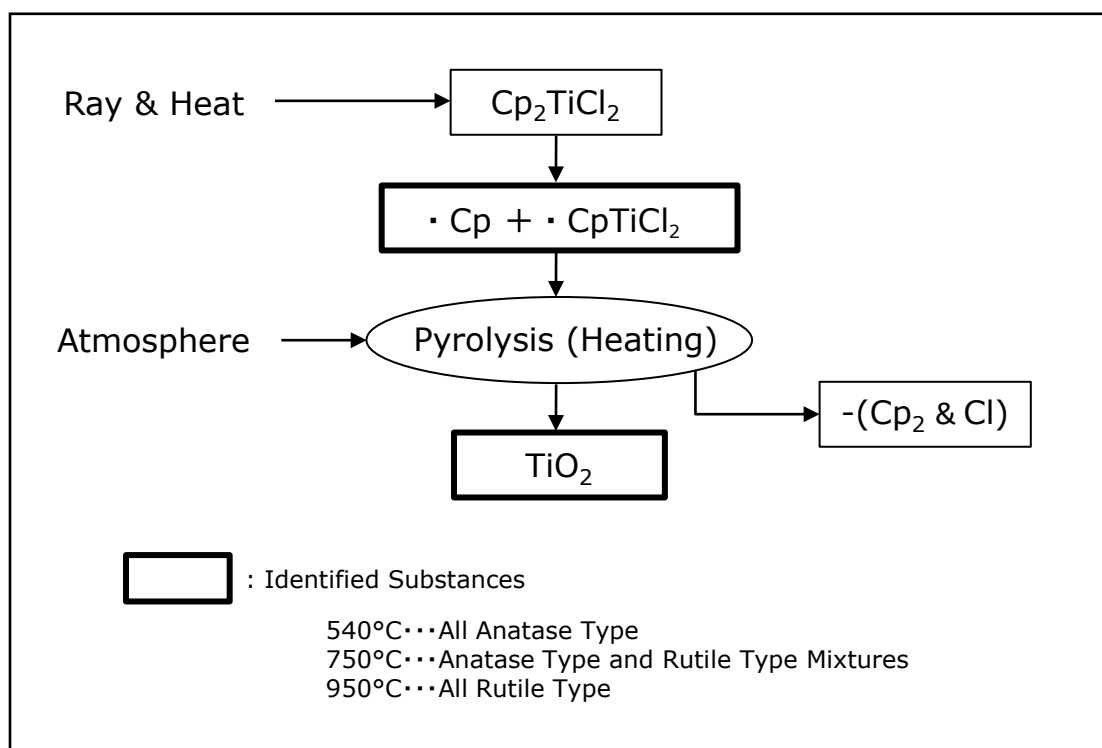 Ray & Heat
Cp₂TiCl₂
· Cp + · CpTiCl₂
Atmosphere
Pyrolysis (Heating)
-(Cp₂ & Cl)
TiO₂
: Identified Substances
540°C···All Anatase Type
750°C···Anatase Type and Rutile Type Mixtures
950°C···All Rutile Type